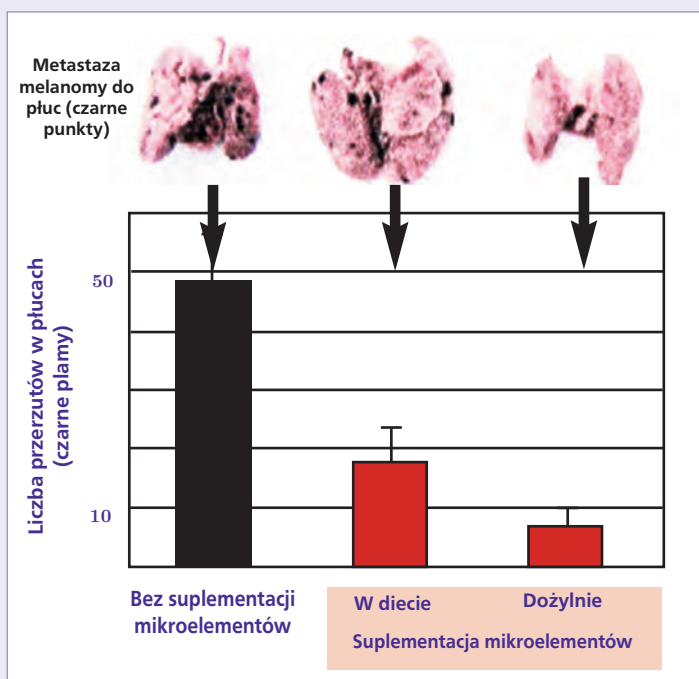 Metastaza
melanomy do
płuc (czarne
punkty)
Liczba przerzutów w płucach
(czarne plamy)
50
10
Bez suplementacji
mikroelementów
W diecie
Dożylnie
Suplementacja mikroelementów